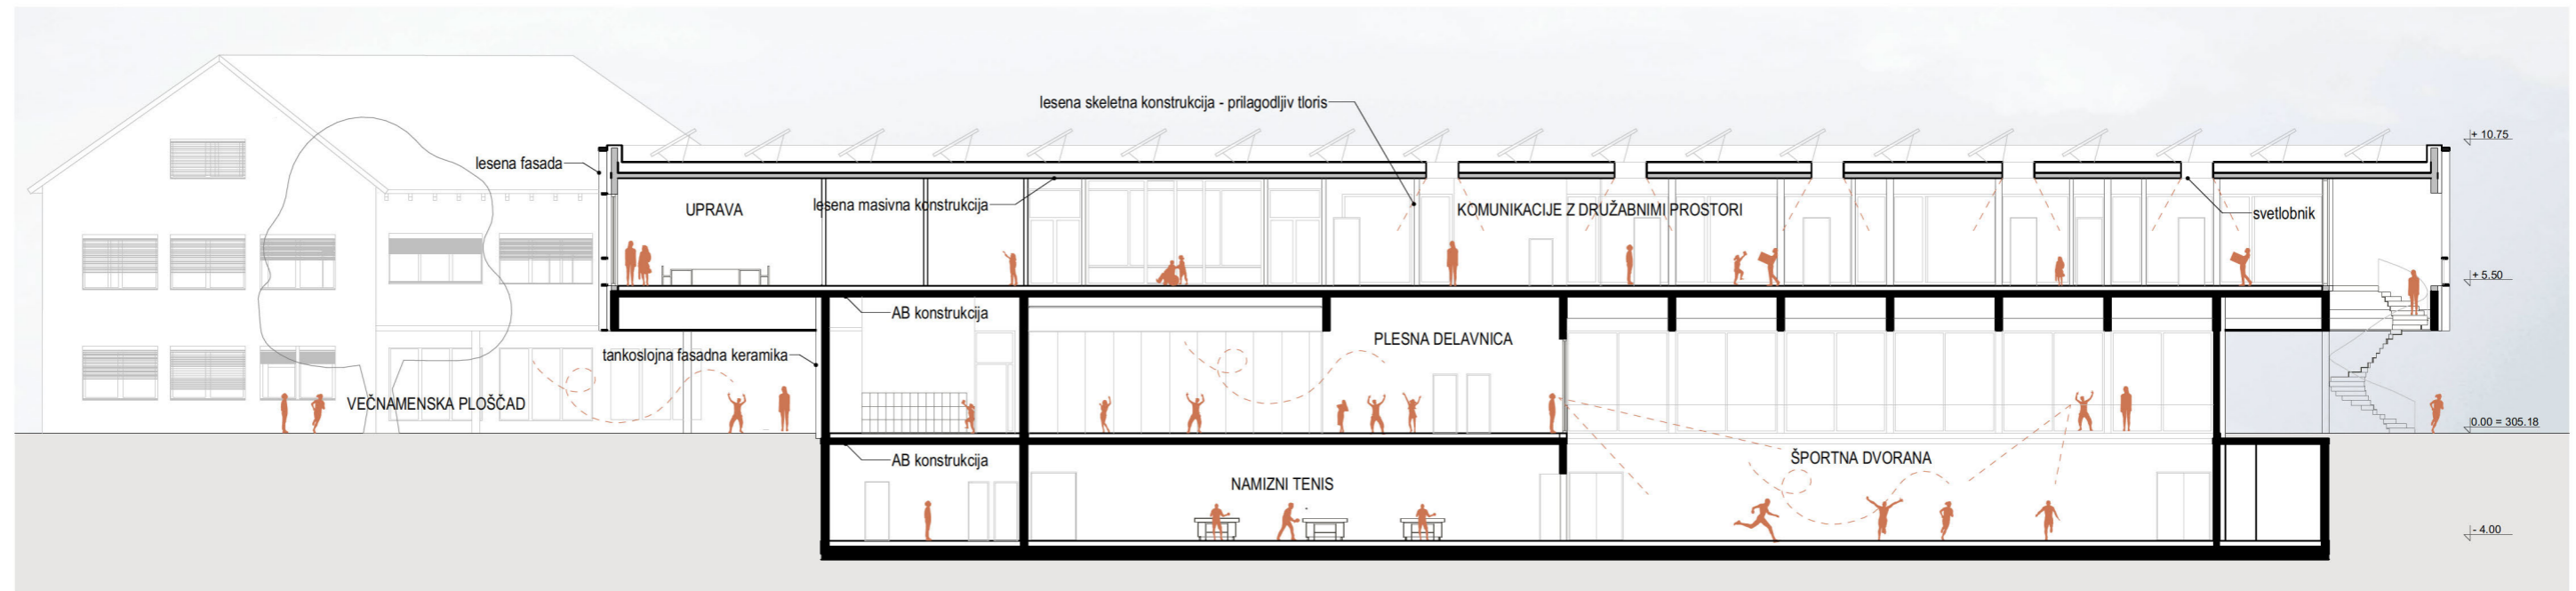 lesena skeletna konstrukcija - prilagodljiv tloris
+ 10.75
lesena fasada
UPRAVA
lesena masivna konstrukcija
KOMUNIKACIJE Z DRUŽABNIMI PROSTORI
svetlobnik
+ 5.50
AB konstrukcija
PLESNA DELAVNICA
tankoslojna fasadna keramika
VEČNAMENSKA PLOŠČAD
0.00 = 305.18
AB konstrukcija
ŠPORTNA DVORANA
NAMIZNI TENIS
- 4.00